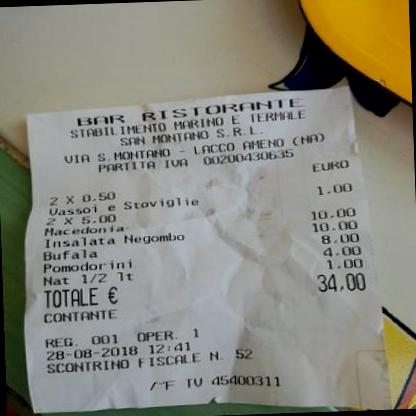 BAR RISTORANTE
STABILIMENTO MARINO E TERMALE
SAN MONTANO S.R.L.
VIA S.MONTANO - LACCO AMENO (NA)
PARTITA IVA 00200430635
EURO
2 X 0.50
Vassoi e Stoviglie 1.00
2 X 5.00
Macedonia 10.00
Insalata Negombo 10.00
Bufala 8.00
Pomodorini 4.00
Nat 1/2 lt 1.00
TOTALE € 34,00
CONTANTE
REG. 001 OPER. 1
28-08-2018 12:41
SCONTRINO FISCALE N. 52
/MF TV 45400311